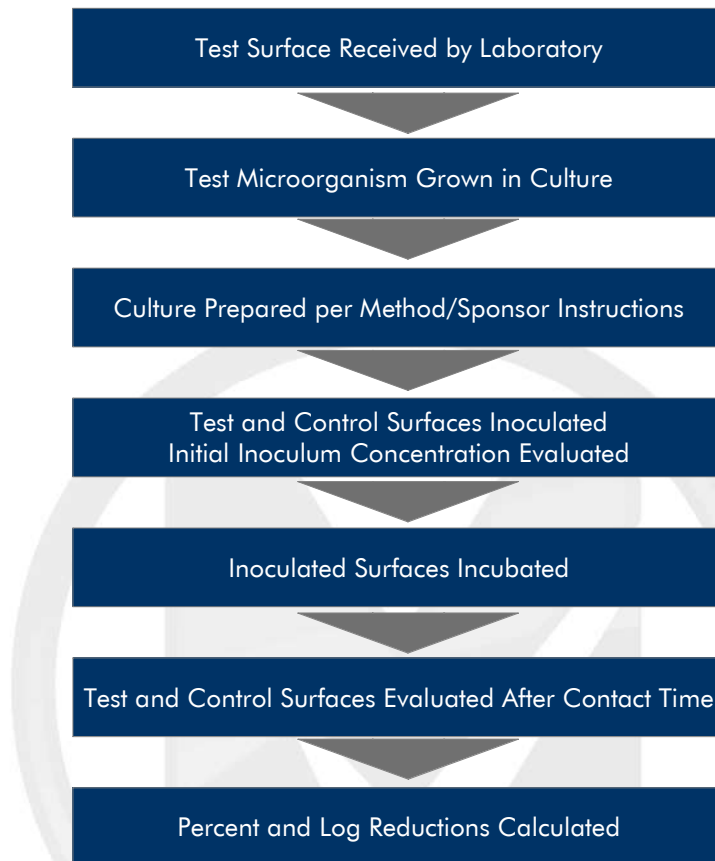 Test Surface Received by Laboratory
Test Microorganism Grown in Culture
Culture Prepared per Method/Sponsor Instructions
Test and Control Surfaces Inoculated
Initial Inoculum Concentration Evaluated
Inoculated Surfaces Incubated
Test and Control Surfaces Evaluated After Contact Time
Percent and Log Reductions Calculated